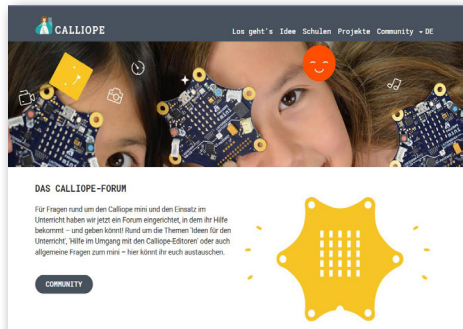 CALLIOPE
Los geht's Idee Schulen Projekte Community DE
DAS CALLIOPE-FORUM
Für Fragen rund um den Calliope mini und den Einsatz im
Unterricht haben wir jetzt ein Forum eingerichtet, in dem ihr Hilfe
bekommt – und geben könnt! Rund um die Themen 'Ideen für den
Unterricht', 'Hilfe im Umgang mit den Calliope-Editoren' oder auch
allgemeine Fragen zum mini – hier könnt ihr euch austauschen.
COMMUNITY